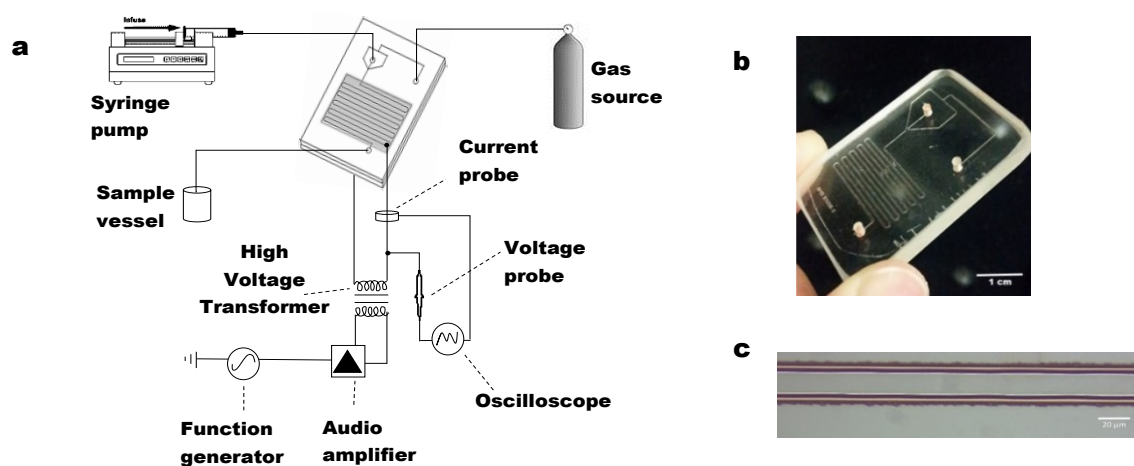 a
Infuse
Syringe
pump
Gas
source
Current
probe
Sample
vessel
High
Voltage
Transformer
Voltage
probe
Oscilloscope
Function
generator
Audio
amplifier
b
1 cm
c
20 µm